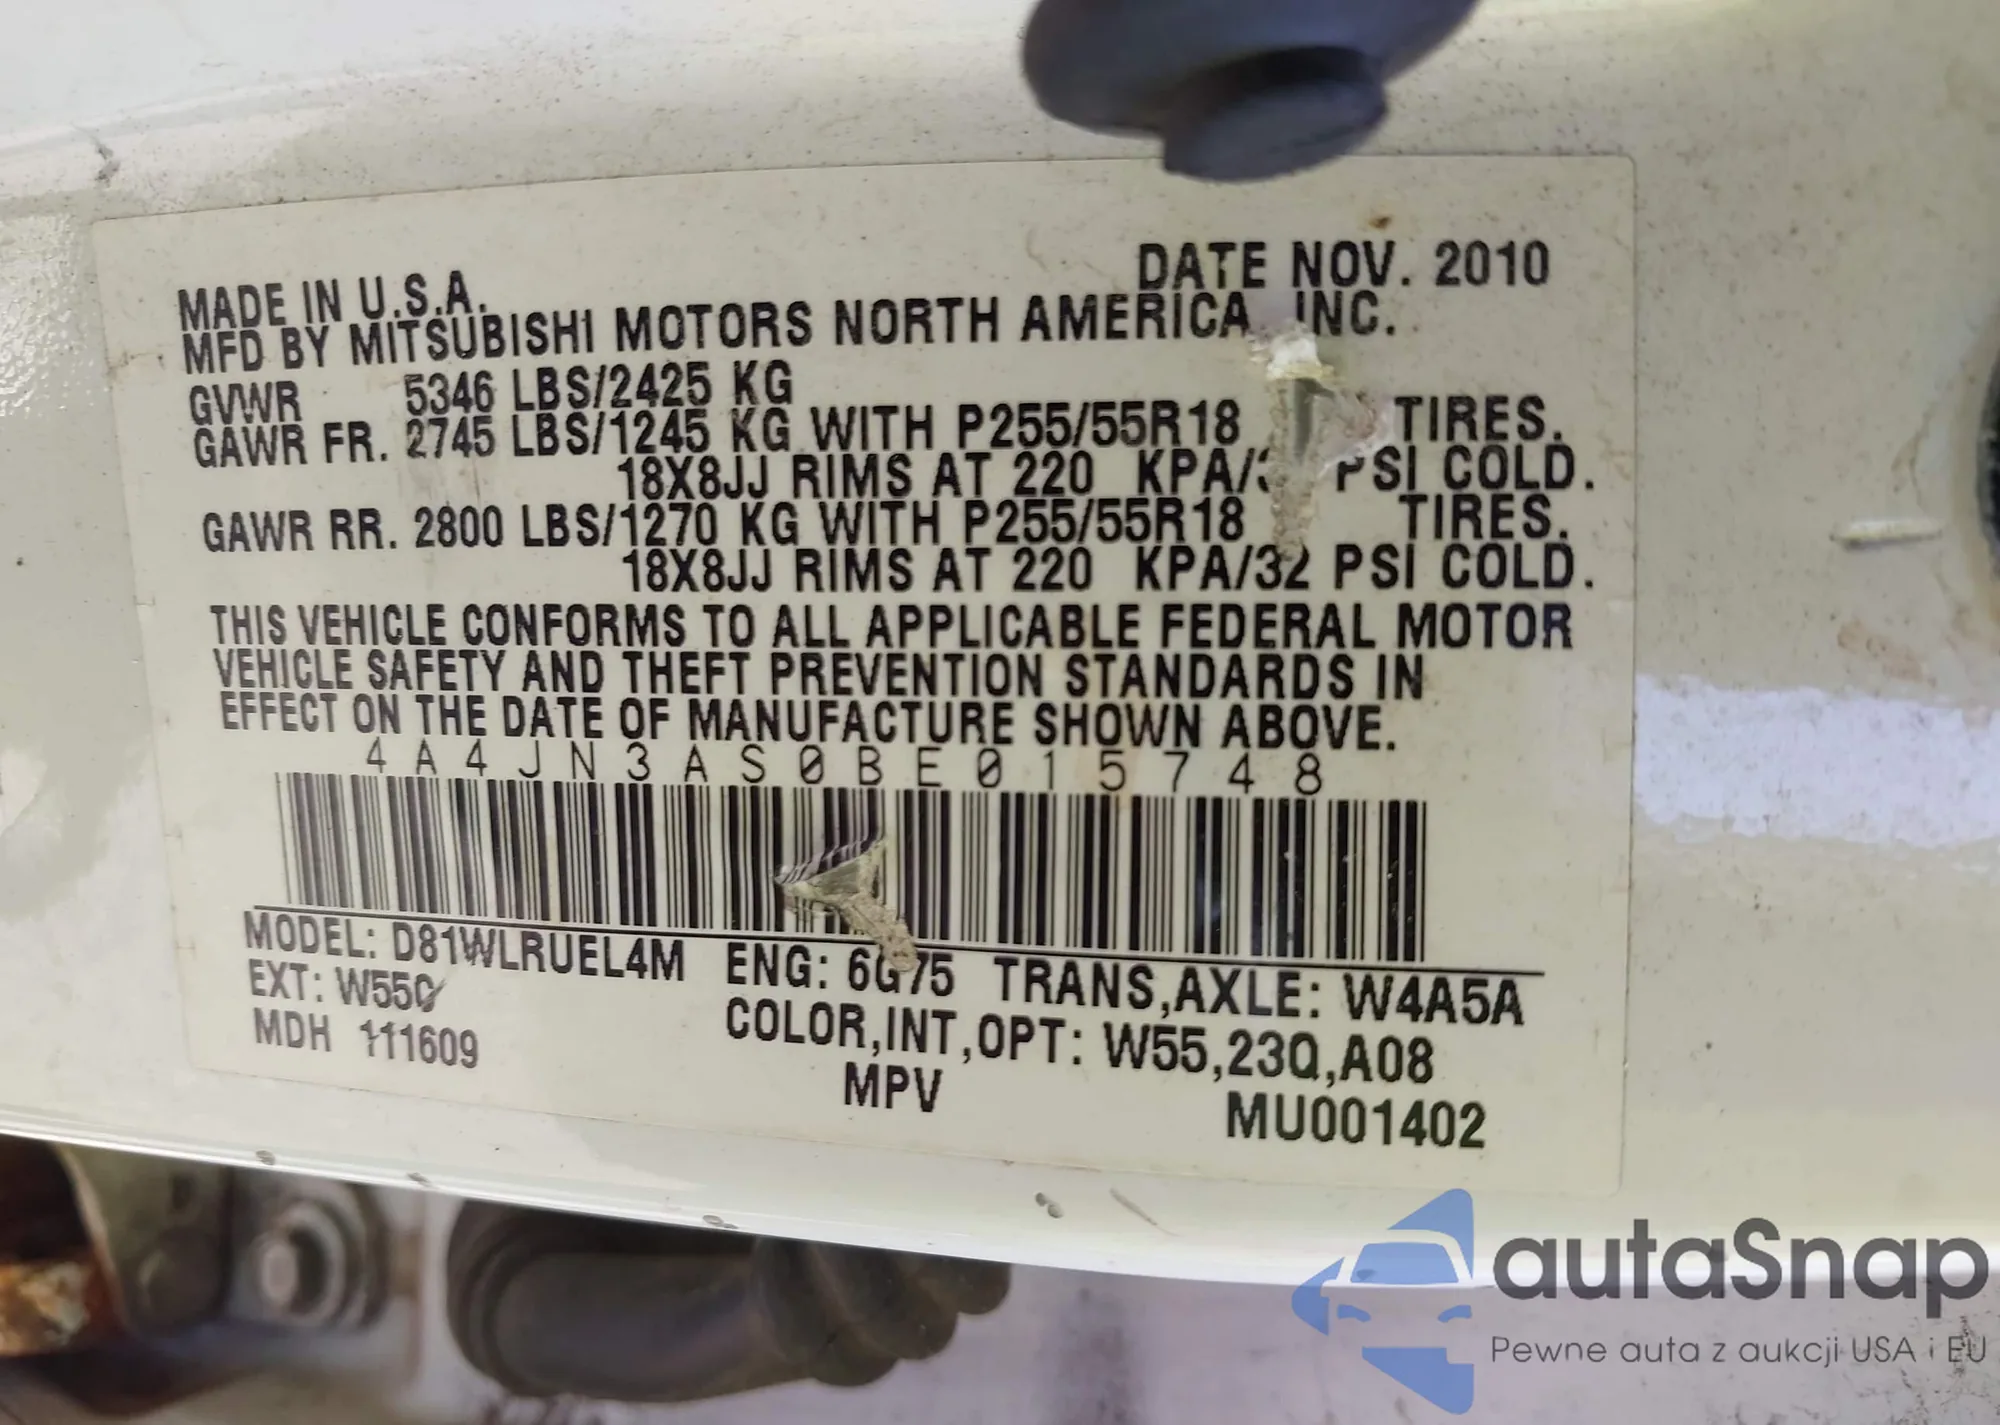 DATE NOV. 2010
MADE IN U.S.A.
MFD BY MITSUBISHI MOTORS NORTH AMERICA, INC.
GVWR 5346 LBS/2425 KG
GAWR FR. 2745 LBS/1245 KG WITH P255/55R18 TIRES.
18X8JJ RIMS AT 220 KPA/ PSI COLD.
GAWR RR. 2800 LBS/1270 KG WITH P255/55R18 TIRES.
18X8JJ RIMS AT 220 KPA/32 PSI COLD.
THIS VEHICLE CONFORMS TO ALL APPLICABLE FEDERAL MOTOR
VEHICLE SAFETY AND THEFT PREVENTION STANDARDS IN
EFFECT ON THE DATE OF MANUFACTURE SHOWN ABOVE.
4A4JN3AS0BE015748
MODEL: D81WLRUEL4M ENG: 6G75 TRANS,AXLE: W4A5A
EXT: W55C COLOR,INT,OPT: W55,23Q,A08
MDH 111609 MPV MU001402
autaSnap
Pewne auta z aukcji USA i EU